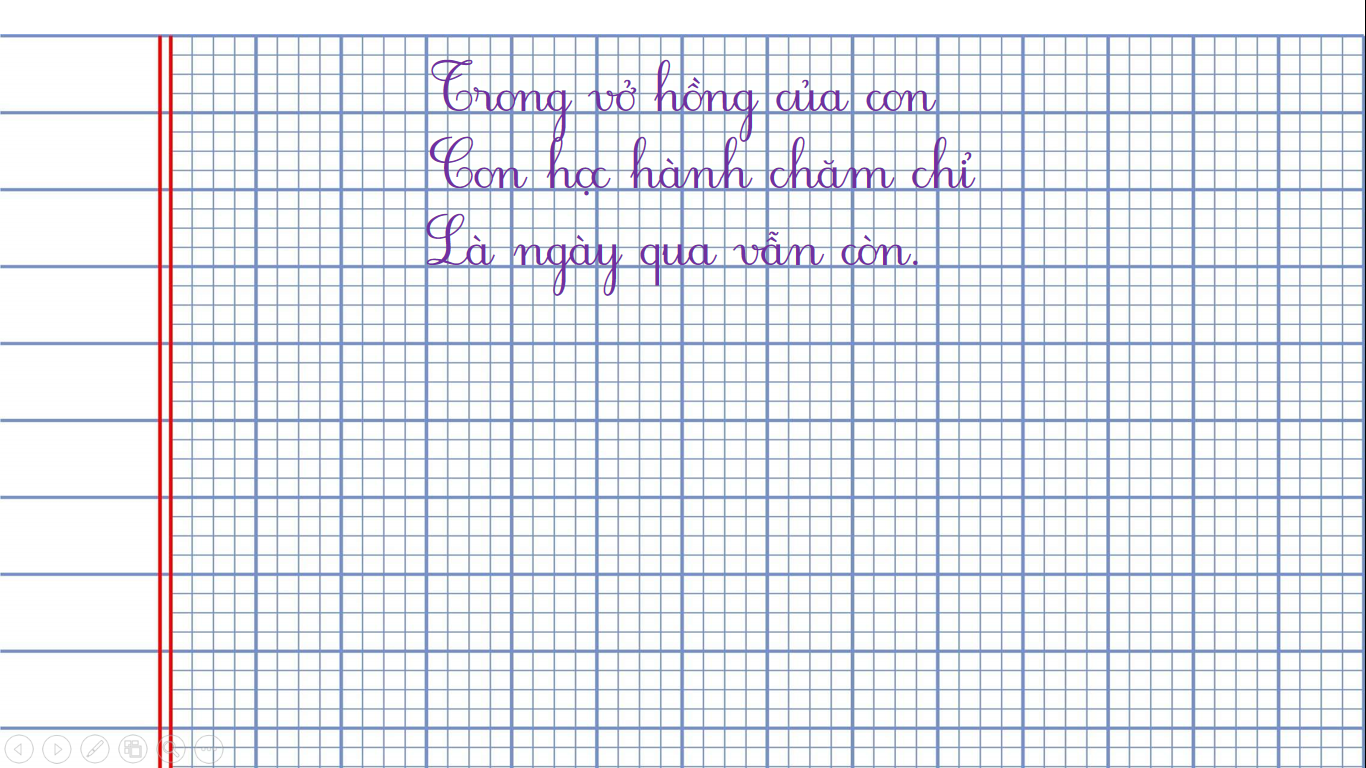 Trong vở hồng của con
Con học hành chăm chỉ
Là ngày qua vẫn còn.